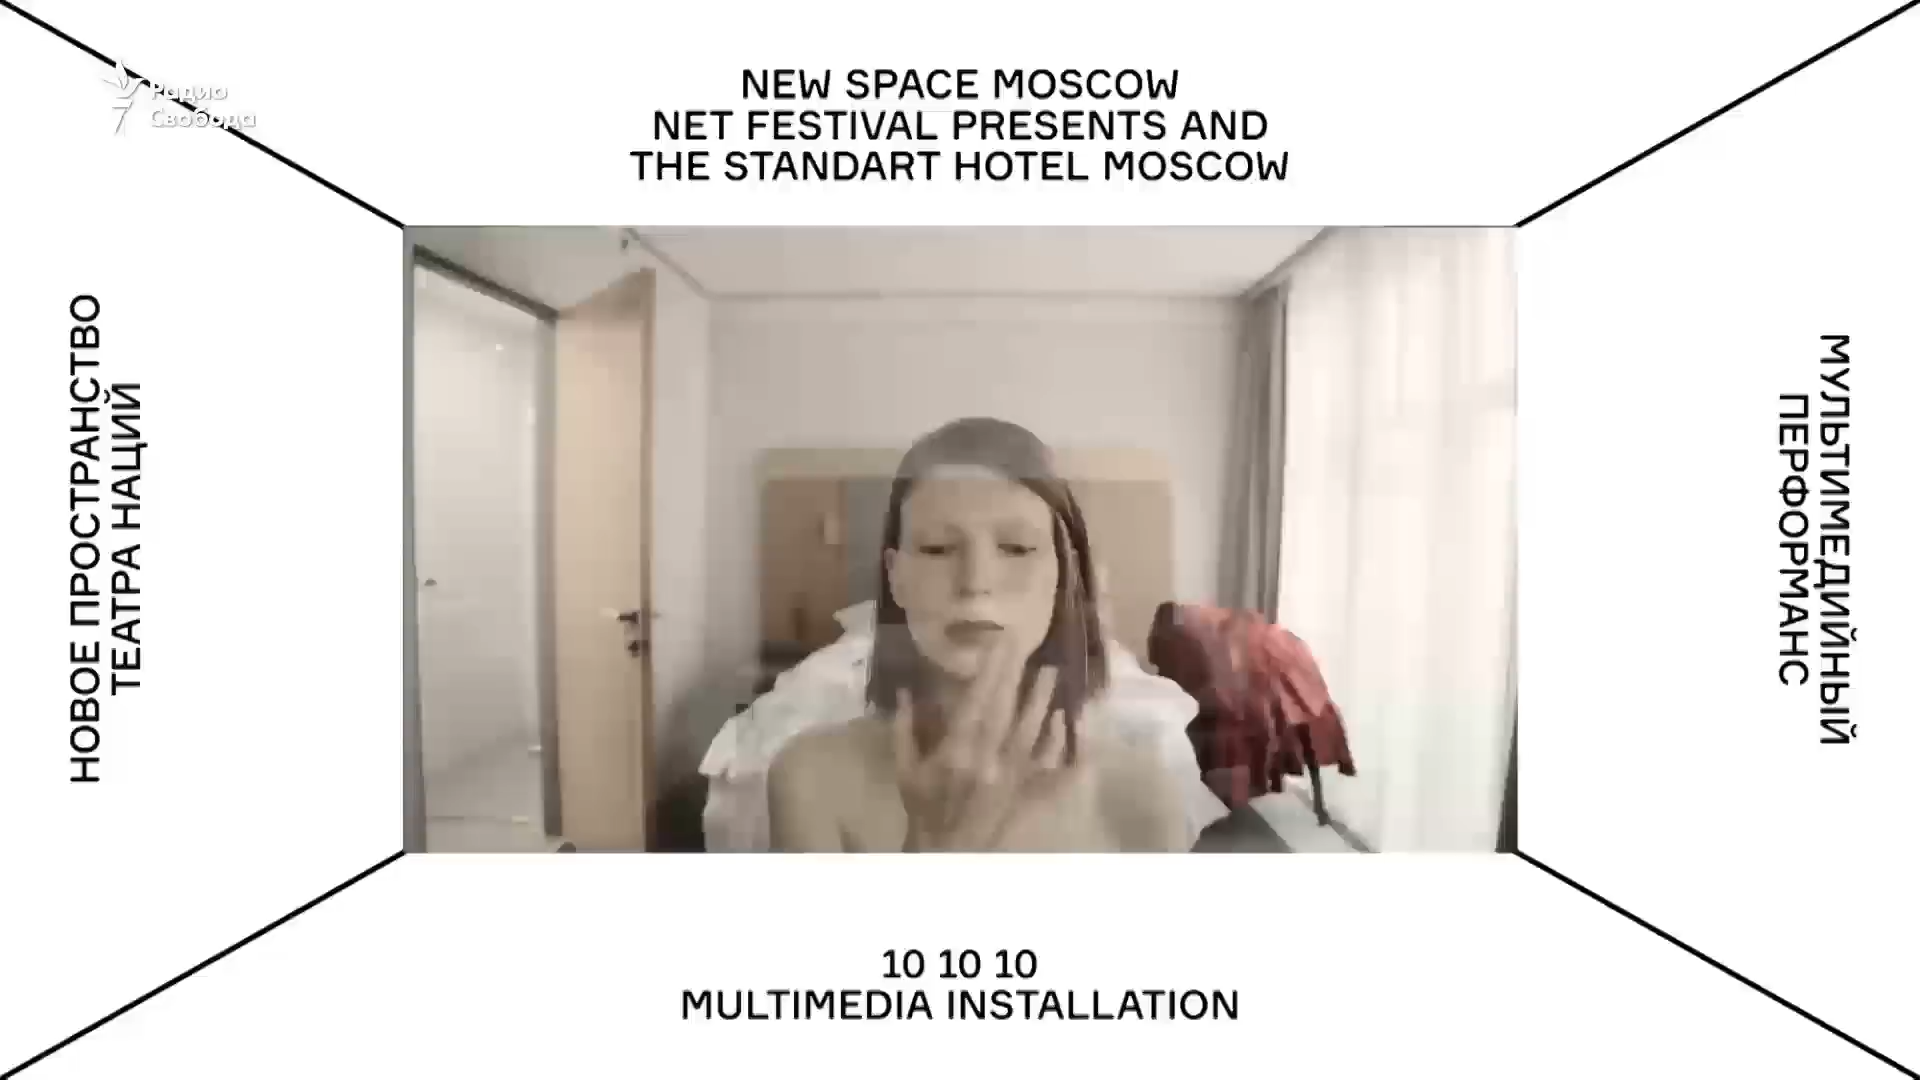 Радио
Свобода
NEW SPACE MOSCOW
NET FESTIVAL PRESENTS AND
THE STANDART HOTEL MOSCOW
НОВОЕ ПРОСТРАНСТВО
ТЕАТРА НАЦИЙ
МУЛЬТИМЕДИЙНЫЙ
ПЕРФОРМАНС
10 10 10
MULTIMEDIA INSTALLATION